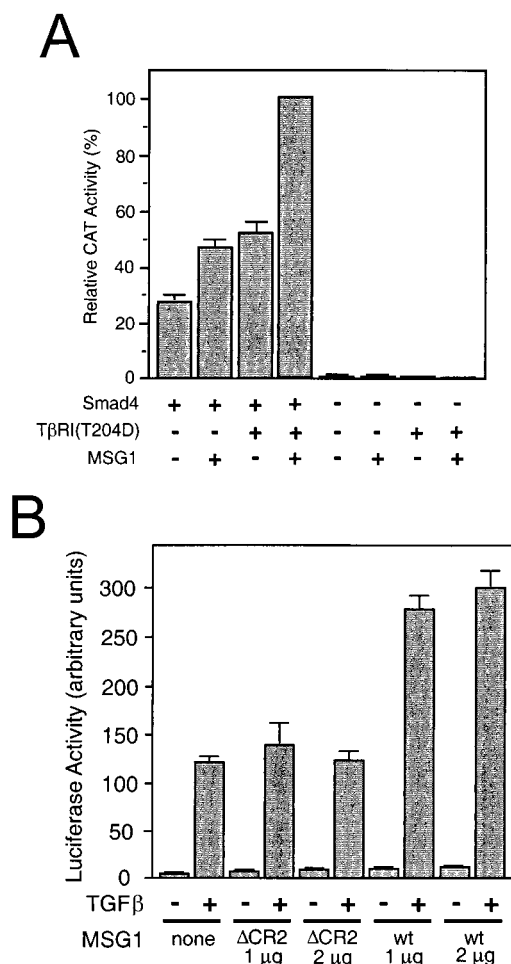 A
Relative CAT Activity (%)
100
80
60
40
20
0
Smad4 + + + + - - - -
TβRI(T204D) - - + + - - + +
MSG1 - + - + - + - +
B
Luciferase Activity (arbitrary units)
300
250
200
150
100
50
0
TGFβ - + - + - + - + - +
MSG1 none ΔCR2 ΔCR2 wt wt
1 μg 2 μg 1 μg 2 μg